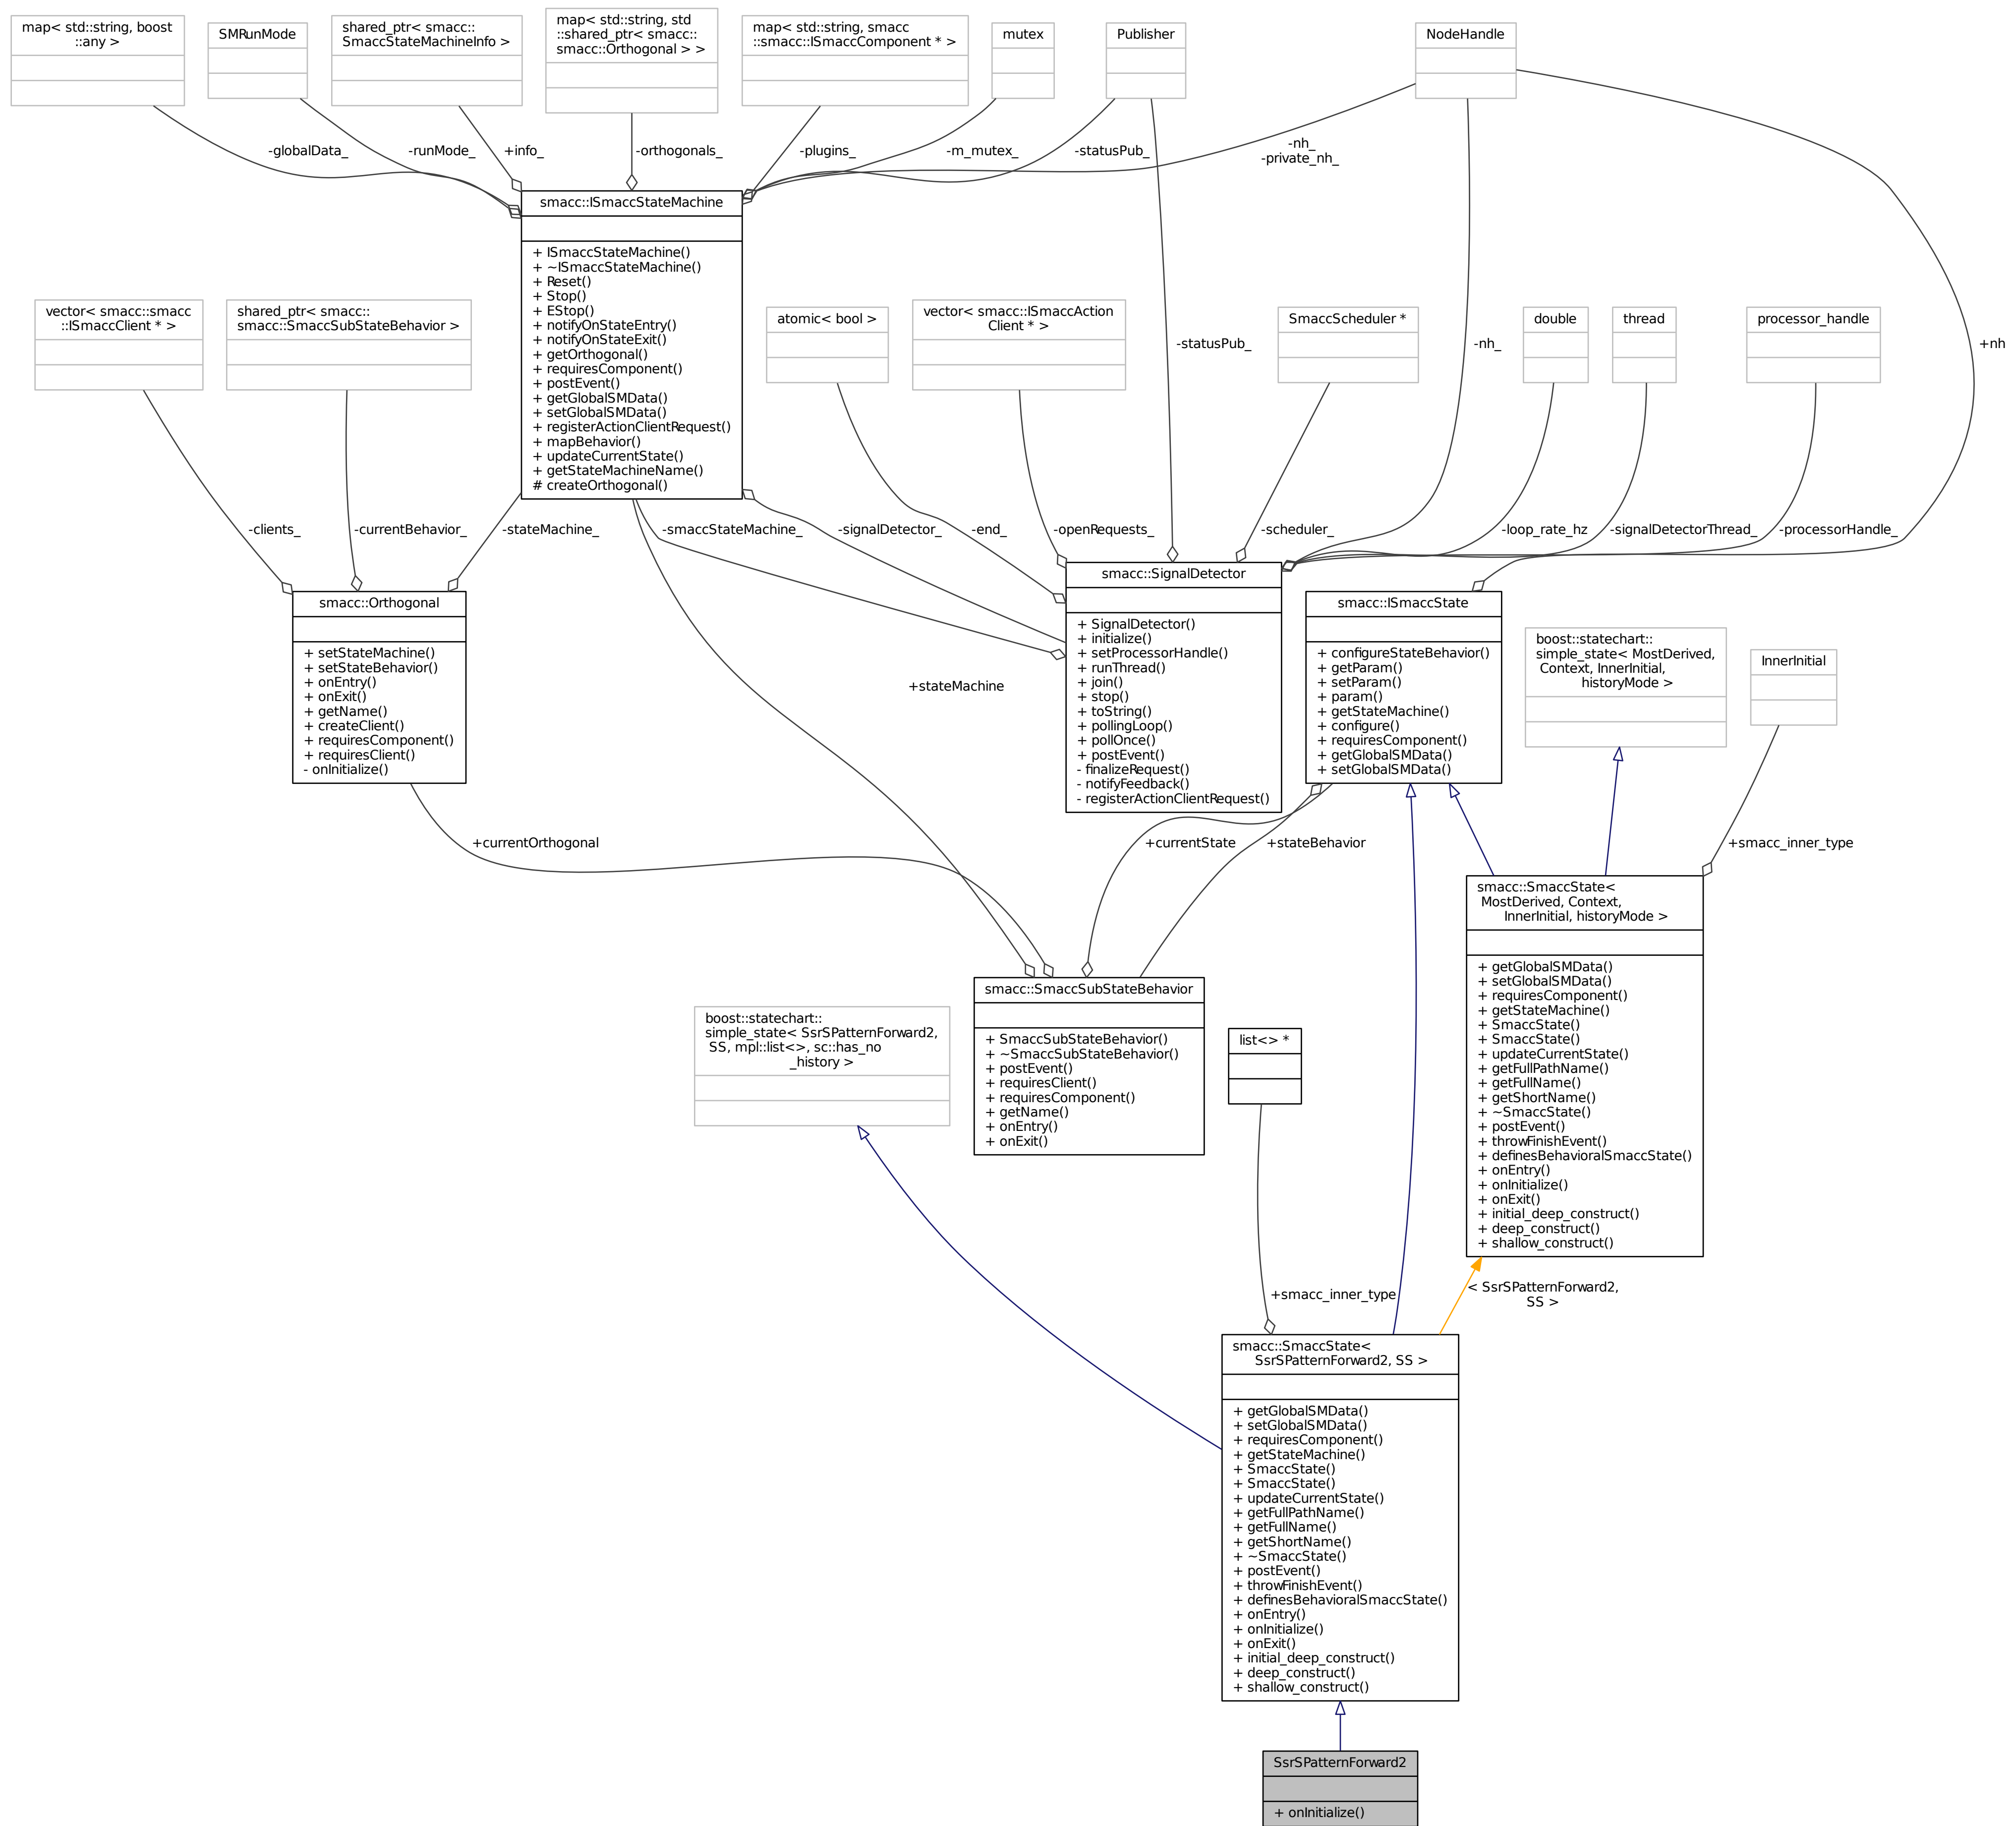 map< std::string, boost
::any >
SMRunMode
shared_ptr< smacc::
SmaccStateMachineInfo >
map< std::string, std
::shared_ptr< smacc::
smacc::Orthogonal > >
map< std::string, smacc
::smacc::ISmaccComponent * >
mutex
Publisher
NodeHandle
-globalData_
-runMode_
+info_
-orthogonals_
-plugins_
-m_mutex_
-statusPub_
-nh_
-private_nh_
smacc::ISmaccStateMachine
+ ISmaccStateMachine()
+ ~ISmaccStateMachine()
+ Reset()
+ Stop()
+ EStop()
+ notifyOnStateEntry()
+ notifyOnStateExit()
+ getOrthogonal()
+ requiresComponent()
+ postEvent()
+ getGlobalSMData()
+ setGlobalSMData()
+ registerActionClientRequest()
+ mapBehavior()
+ updateCurrentState()
+ getStateMachineName()
# createOrthogonal()
vector< smacc::smacc
::ISmaccClient * >
shared_ptr< smacc::
smacc::SmaccSubStateBehavior >
atomic< bool >
vector< smacc::ISmaccAction
Client * >
SmaccScheduler *
double
thread
processor_handle
-statusPub_
-nh_
+nh
-clients_
-currentBehavior_
-stateMachine_
-smaccStateMachine_
-signalDetector_
-end_
-openRequests_
-scheduler_
-loop_rate_hz
-signalDetectorThread_
-processorHandle_
smacc::Orthogonal
+ setStateMachine()
+ setStateBehavior()
+ onEntry()
+ onExit()
+ getName()
+ createClient()
+ requiresComponent()
+ requiresClient()
- onInitialize()
smacc::SignalDetector
+ SignalDetector()
+ initialize()
+ setProcessorHandle()
+ runThread()
+ join()
+ stop()
+ toString()
+ pollingLoop()
+ pollOnce()
+ postEvent()
- finalizeRequest()
- notifyFeedback()
- registerActionClientRequest()
smacc::ISmaccState
+ configureStateBehavior()
+ getParam()
+ setParam()
+ param()
+ getStateMachine()
+ configure()
+ requiresComponent()
+ getGlobalSMData()
+ setGlobalSMData()
boost::statechart::
simple_state< MostDerived,
Context, InnerInitial,
historyMode >
InnerInitial
+stateMachine
+currentOrthogonal
+currentState
+stateBehavior
+smacc_inner_type
smacc::SmaccState<
MostDerived, Context,
InnerInitial, historyMode >
+ getGlobalSMData()
+ setGlobalSMData()
+ requiresComponent()
+ getStateMachine()
+ SmaccState()
+ SmaccState()
+ updateCurrentState()
+ getFullPathName()
+ getFullName()
+ getShortName()
+ ~SmaccState()
+ postEvent()
+ throwFinishEvent()
+ definesBehavioralSmaccState()
+ onEntry()
+ onInitialize()
+ onExit()
+ initial_deep_construct()
+ deep_construct()
+ shallow_construct()
smacc::SmaccSubStateBehavior
+ SmaccSubStateBehavior()
+ ~SmaccSubStateBehavior()
+ postEvent()
+ requiresClient()
+ requiresComponent()
+ getName()
+ onEntry()
+ onExit()
boost::statechart::
simple_state< SsrSPatternForward2,
SS, mpl::list<>, sc::has_no
_history >
list<> *
+smacc_inner_type
< SsrSPatternForward2,
SS >
smacc::SmaccState<
SsrSPatternForward2, SS >
+ getGlobalSMData()
+ setGlobalSMData()
+ requiresComponent()
+ getStateMachine()
+ SmaccState()
+ SmaccState()
+ updateCurrentState()
+ getFullPathName()
+ getFullName()
+ getShortName()
+ ~SmaccState()
+ postEvent()
+ throwFinishEvent()
+ definesBehavioralSmaccState()
+ onEntry()
+ onInitialize()
+ onExit()
+ initial_deep_construct()
+ deep_construct()
+ shallow_construct()
SsrSPatternForward2
+ onInitialize()